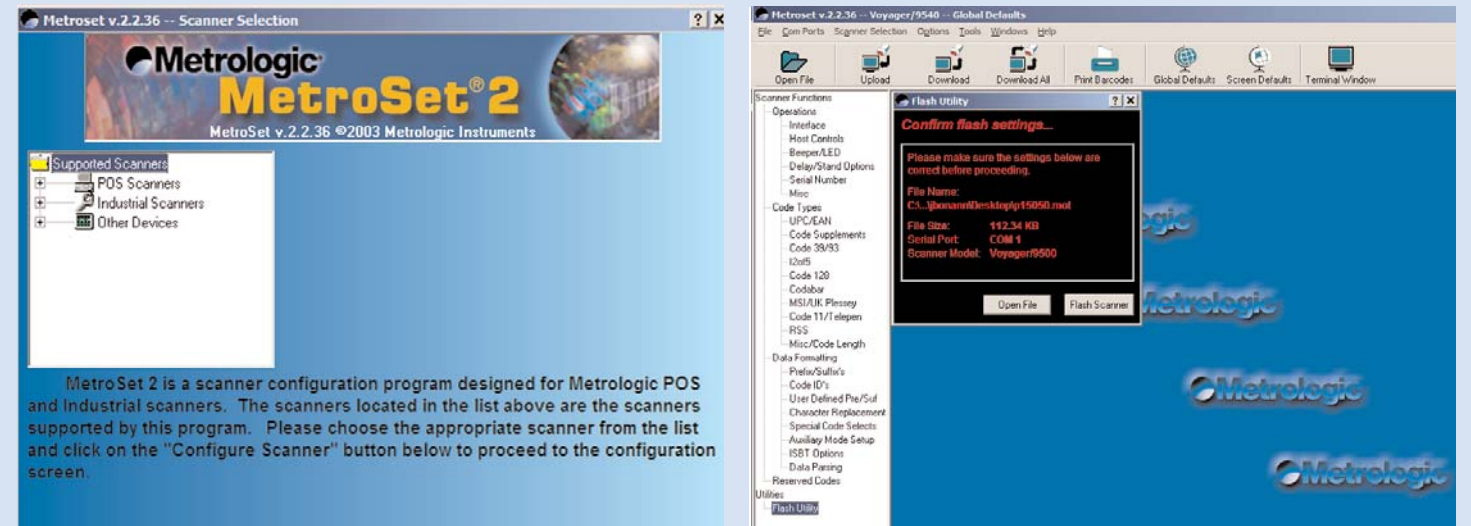 Metroset v.2.2.36 -- Scanner Selection
Metrologic
MetroSet®2
MetroSet v.2.2.36 ©2003 Metrologic Instruments
Supported Scanners
POS Scanners
Industrial Scanners
Other Devices
MetroSet 2 is a scanner configuration program designed for Metrologic POS
and Industrial scanners. The scanners located in the list above are the scanners
supported by this program. Please choose the appropriate scanner from the list
and click on the "Configure Scanner" button below to proceed to the configuration
screen.
Metroset v.2.2.36 -- Voyager/9540 -- Global Defaults
File Com Ports Scanner Selection Options Tools Windows Help
Open File Upload Download Download All Print Barcodes Global Defaults Screen Defaults Terminal Window
Scanner Functions
Operations
Interface
Host Controls
Beeper/LED
Delay/Stand Options
Serial Number
Misc
Code Types
UPC/EAN
Code Supplements
Code 39/93
I2of5
Code 128
Codabar
MSI/UK Plessey
Code 11/Telepen
RSS
Misc/Code Length
Data Formatting
Prefix/Suffix's
Code ID's
User Defined Pre/Suf
Character Replacement
Special Code Selects
Auxiliary Mode Setup
ISBT Options
Data Parsing
Reserved Codes
Utilities
Flash Utility
Flash Utility
Confirm flash settings...
Please make sure the settings below are
correct before proceeding.
File Name:
C:\...\jbonann\Desktop\p15050.mot
File Size: 112.34 KB
Serial Port: COM 1
Scanner Model: Voyager/9500
Open File Flash Scanner
ogic
Metrologic
Metrologic
Metrologic